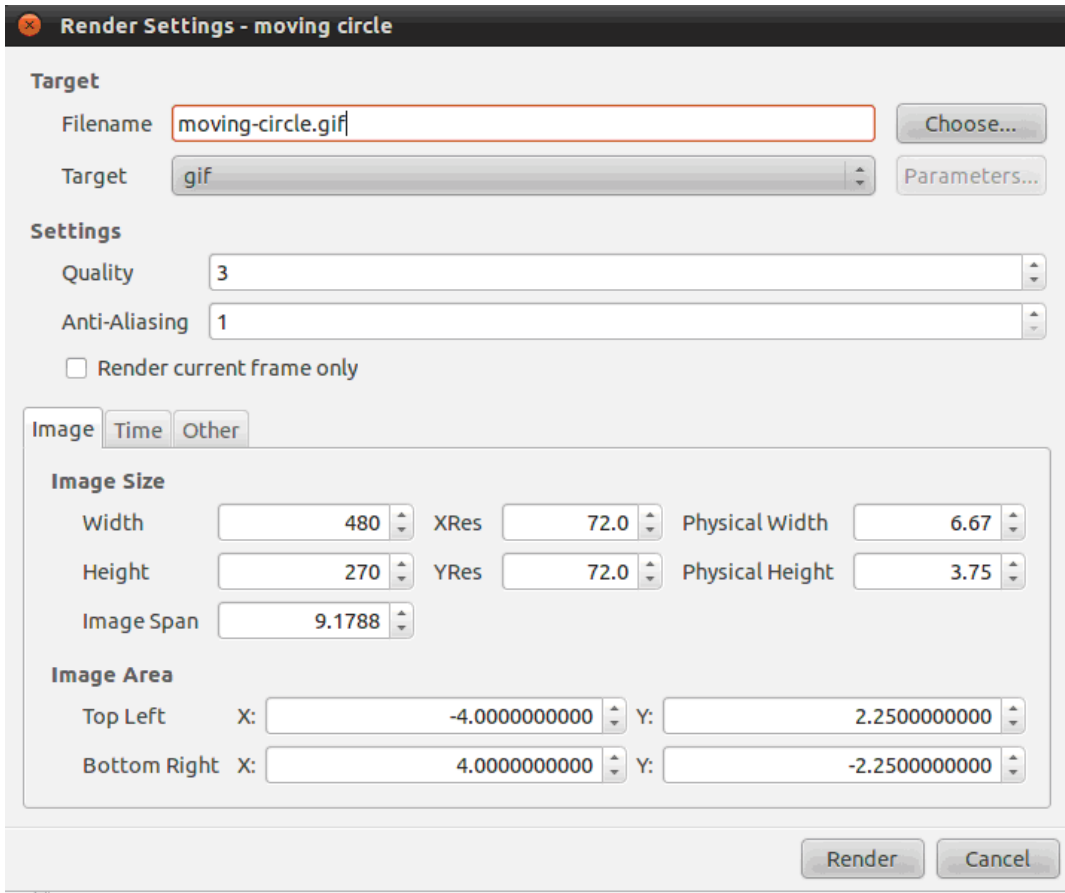 Render Settings - moving circle
Target
Filename moving-circle.gif Choose...
Target gif Parameters...
Settings
Quality 3
Anti-Aliasing 1
Render current frame only
Image Time Other
Image Size
Width 480 XRes 72.0 Physical Width 6.67
Height 270 YRes 72.0 Physical Height 3.75
Image Span 9.1788
Image Area
Top Left X: -4.0000000000 Y: 2.2500000000
Bottom Right X: 4.0000000000 Y: -2.2500000000
Render Cancel